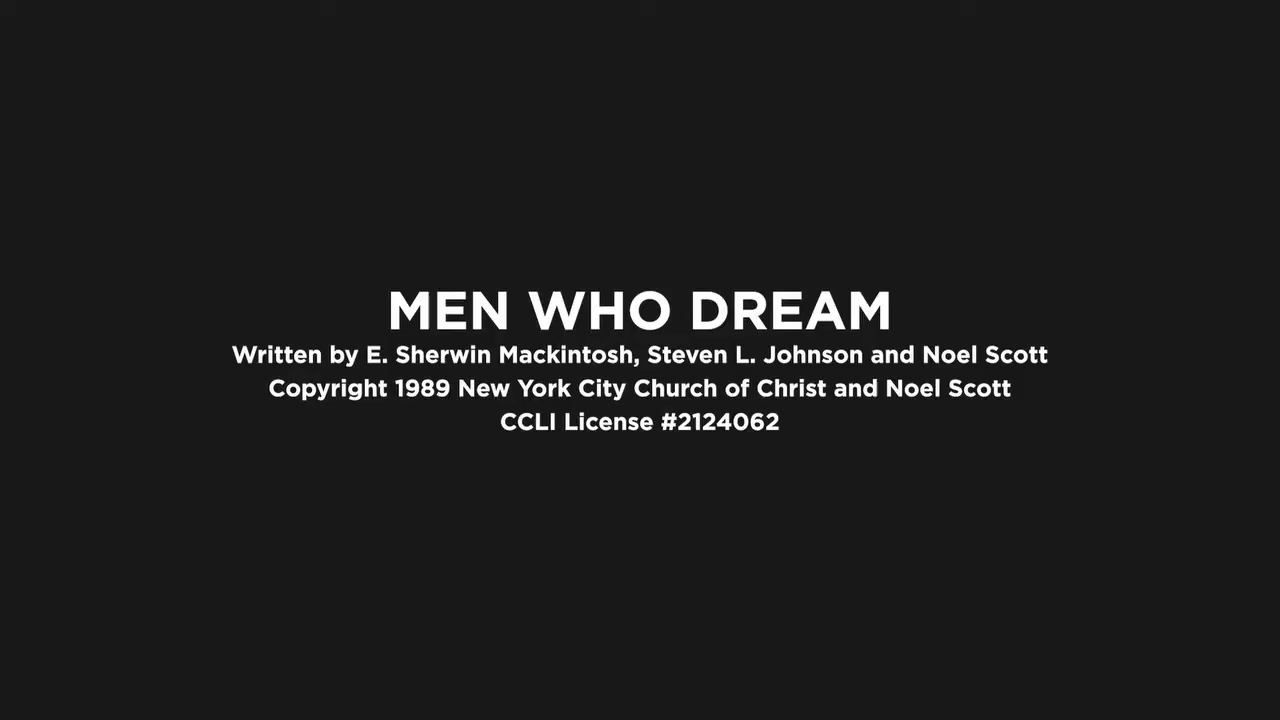 MEN WHO DREAM
Written by E. Sherwin Mackintosh, Steven L. Johnson and Noel Scott
Copyright 1989 New York City Church of Christ and Noel Scott
CCLI License #2124062